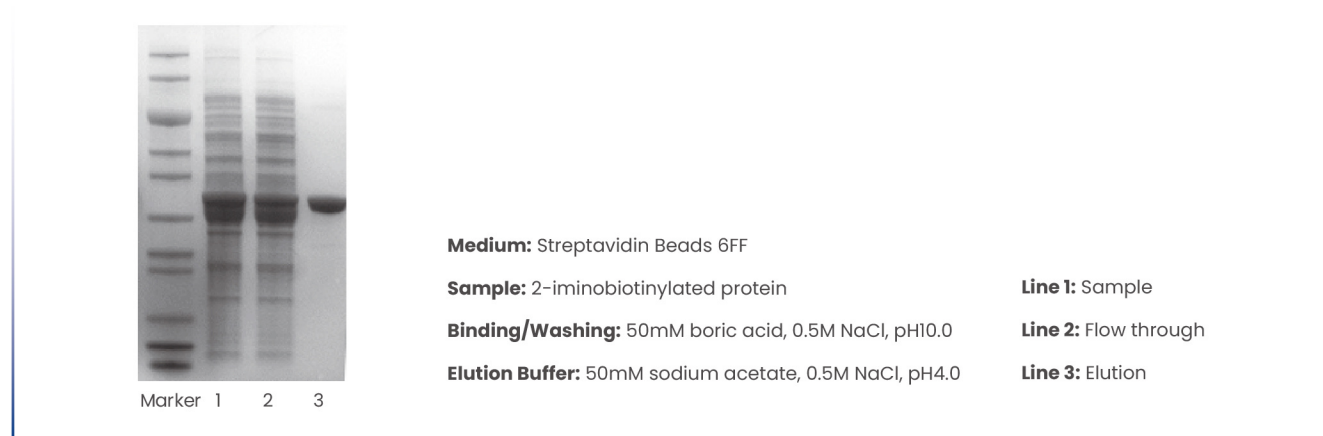 Medium: Streptavidin Beads 6FF
Sample: 2-iminobiotinylated protein
Line 1: Sample
Binding/Washing: 50mM boric acid, 0.5M NaCl, pH10.0
Line 2: Flow through
Elution Buffer: 50mM sodium acetate, 0.5M NaCl, pH4.0
Line 3: Elution
Marker 1 2 3